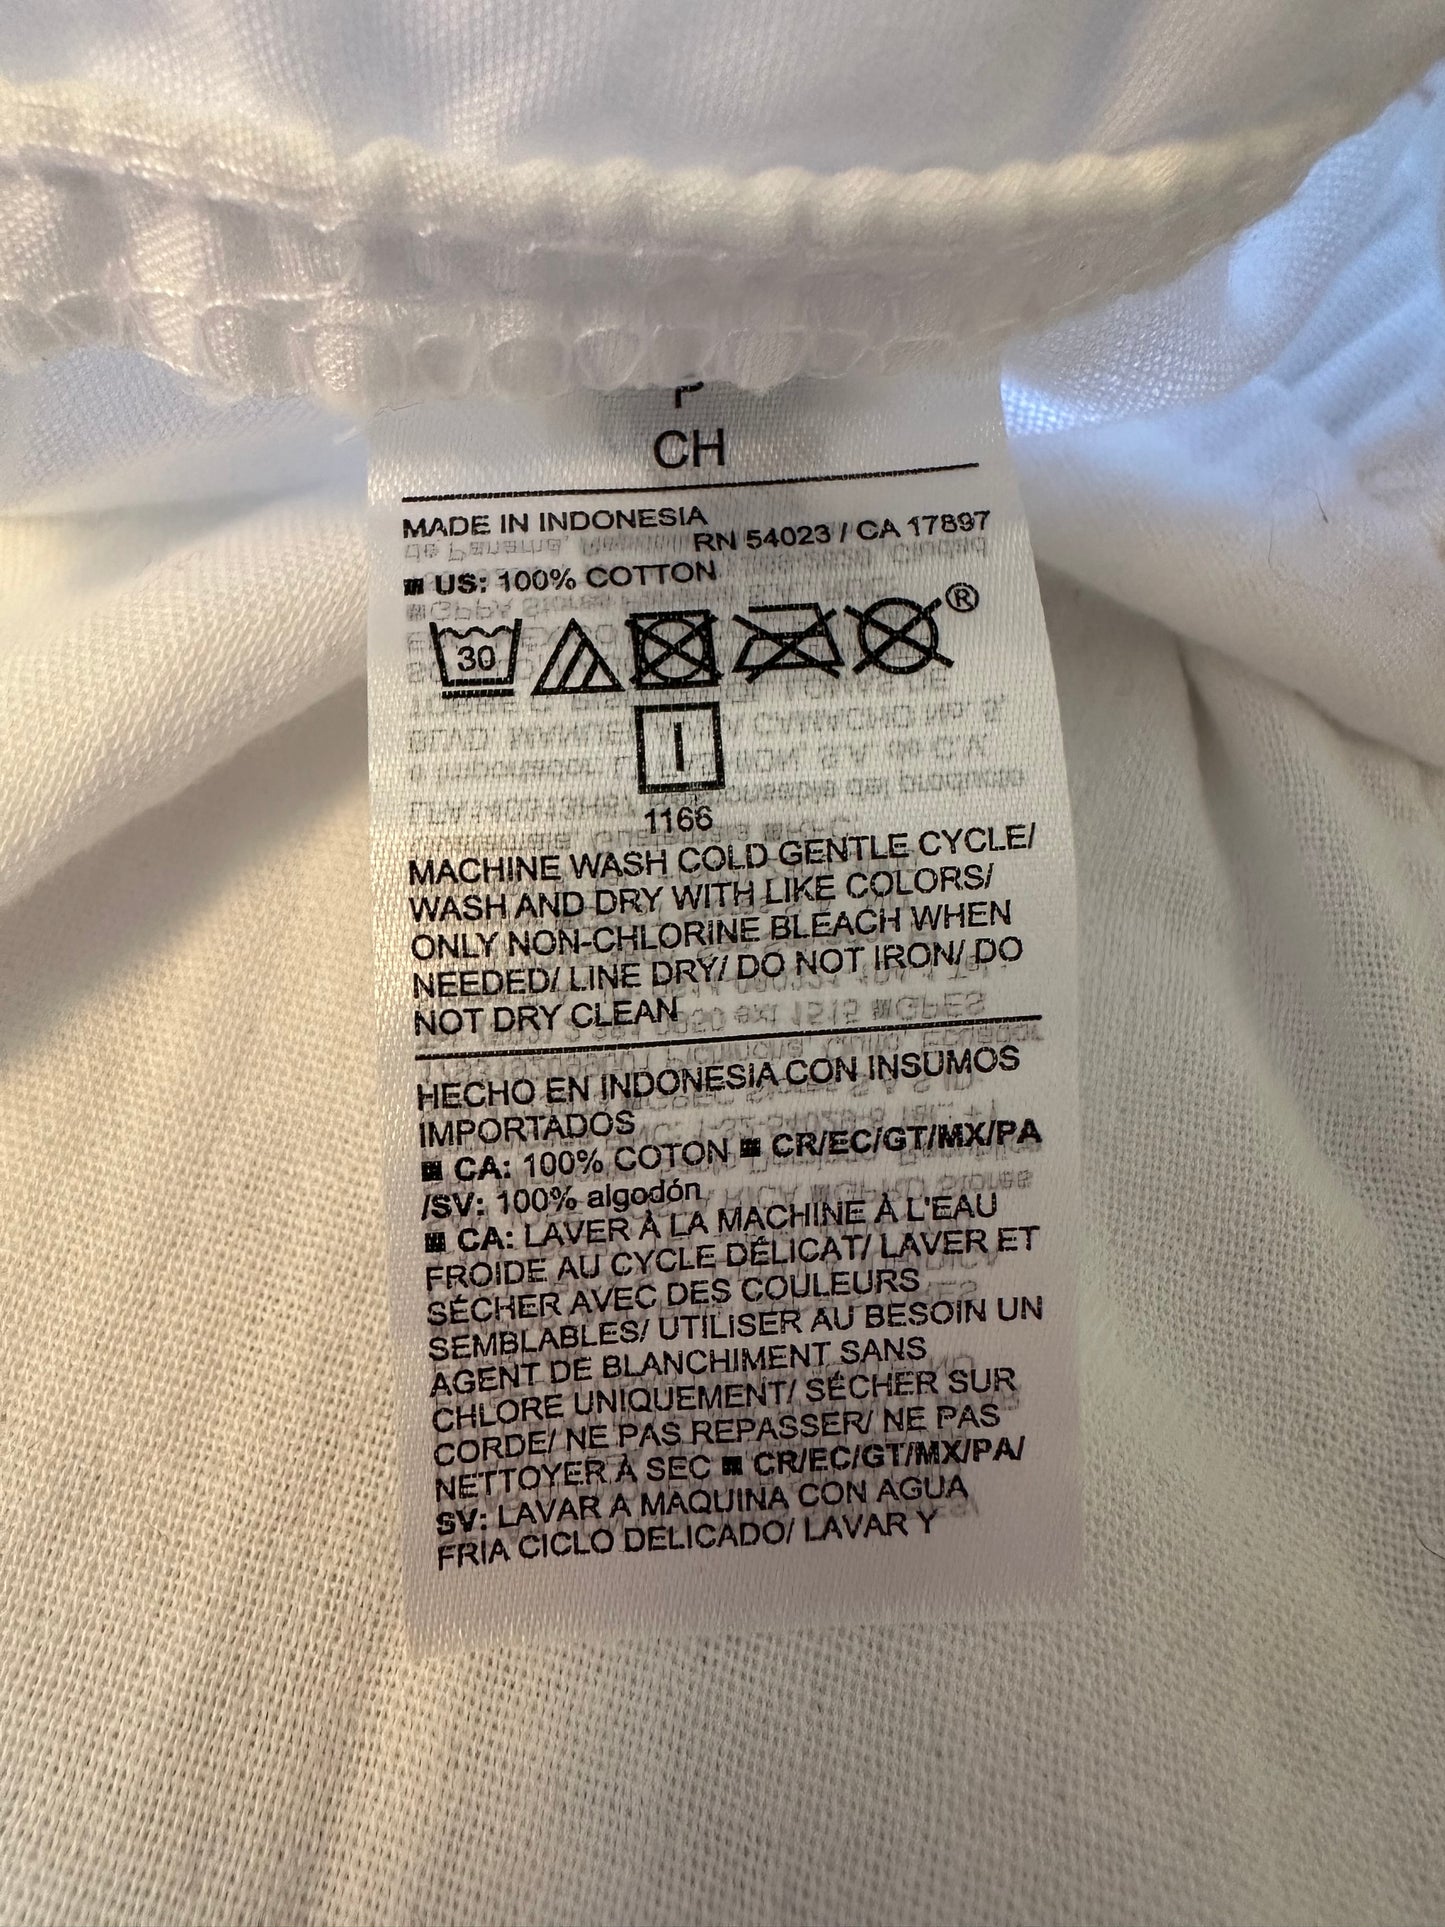 P
CH
MADE IN INDONESIA
RN 54023 / CA 17897
US: 100% COTTON
30
®
I
1166
MACHINE WASH COLD GENTLE CYCLE/
WASH AND DRY WITH LIKE COLORS/
ONLY NON-CHLORINE BLEACH WHEN
NEEDED/ LINE DRY/ DO NOT IRON/ DO
NOT DRY CLEAN
HECHO EN INDONESIA CON INSUMOS
IMPORTADOS
CA: 100% COTON CR/EC/GT/MX/PA
/SV: 100% algodón
CA: LAVER À LA MACHINE À L'EAU
FROIDE AU CYCLE DÉLICAT/ LAVER ET
SÉCHER AVEC DES COULEURS
SEMBLABLES/ UTILISER AU BESOIN UN
AGENT DE BLANCHIMENT SANS
CHLORE UNIQUEMENT/ SÉCHER SUR
CORDE/ NE PAS REPASSER/ NE PAS
NETTOYER À SEC CR/EC/GT/MX/PA/
SV: LAVAR A MAQUINA CON AGUA
FRIA CICLO DELICADO/ LAVAR Y